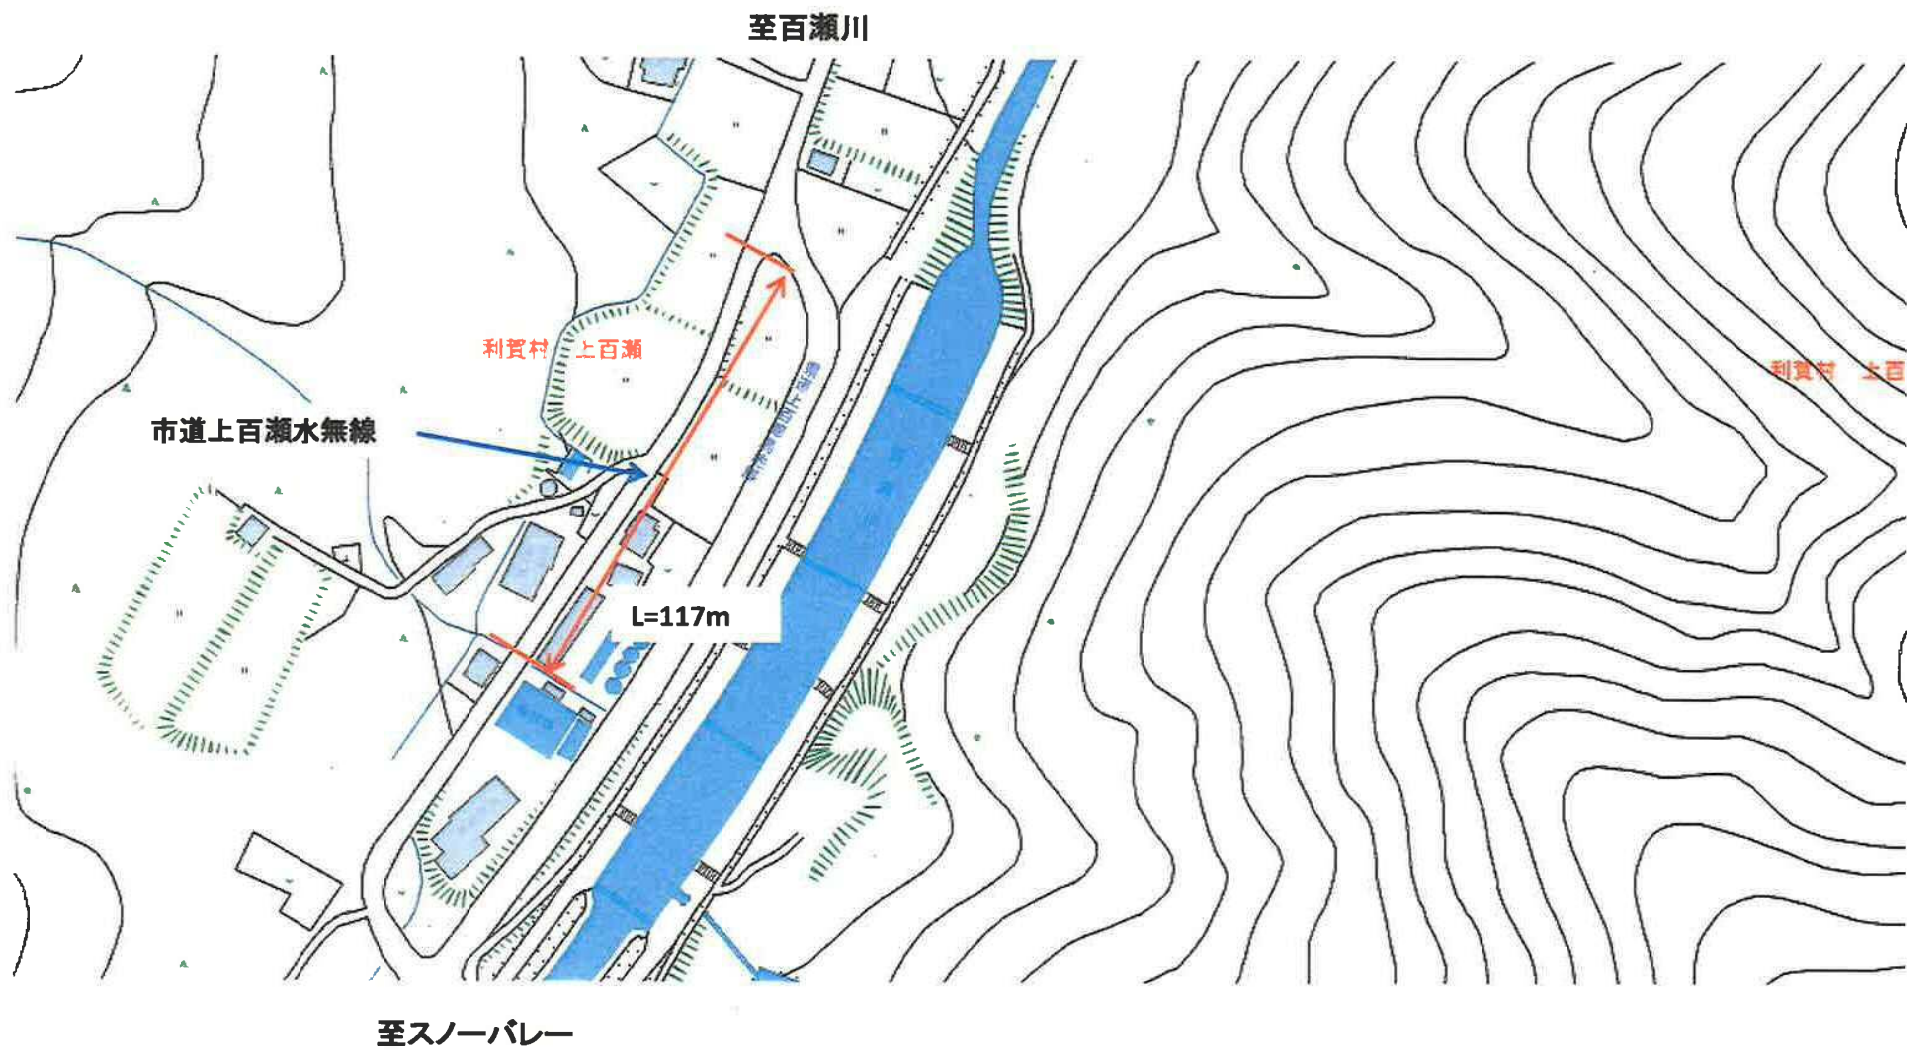 至百瀬川
利賀村 上百瀬
利賀村 上百
市道上百瀬水無線
L=117m
至スノーバレー